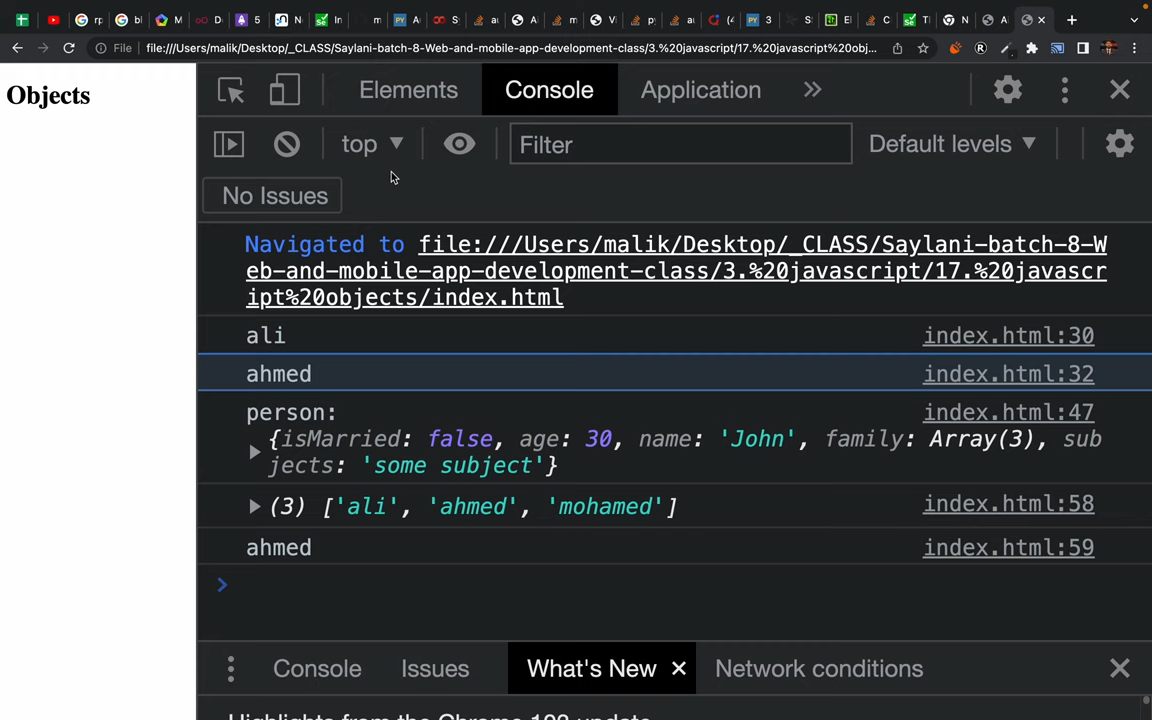 File file:///Users/malik/Desktop/_CLASS/Saylani-batch-8-Web-and-mobile-app-development-class/3.%20javascript/17.%20javascript%20obj...
Objects
Elements Console Application
top Filter Default levels
No Issues
Navigated to file:///Users/malik/Desktop/_CLASS/Saylani-batch-8-W
eb-and-mobile-app-development-class/3.%20javascript/17.%20javascr
ipt%20objects/index.html
ali index.html:30
ahmed index.html:32
person: index.html:47
{isMarried: false, age: 30, name: 'John', family: Array(3), sub
jects: 'some subject'}
(3) ['ali', 'ahmed', 'mohamed'] index.html:58
ahmed index.html:59
Console Issues What's New Network conditions